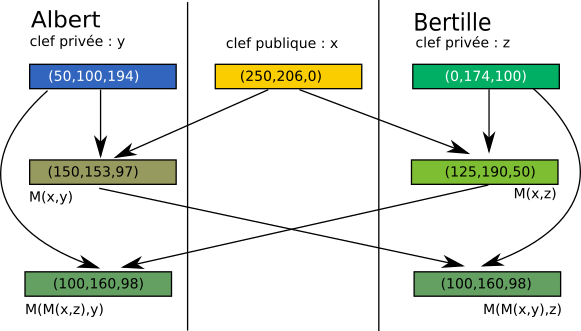 Albert
clef privée : y
clef publique : x
Bertille
clef privée : z
(50,100,194)
(250,206,0)
(0,174,100)
(150,153,97)
(125,190,50)
M(x,y)
M(x,z)
(100,160,98)
(100,160,98)
M(M(x,z),y)
M(M(x,y),z)